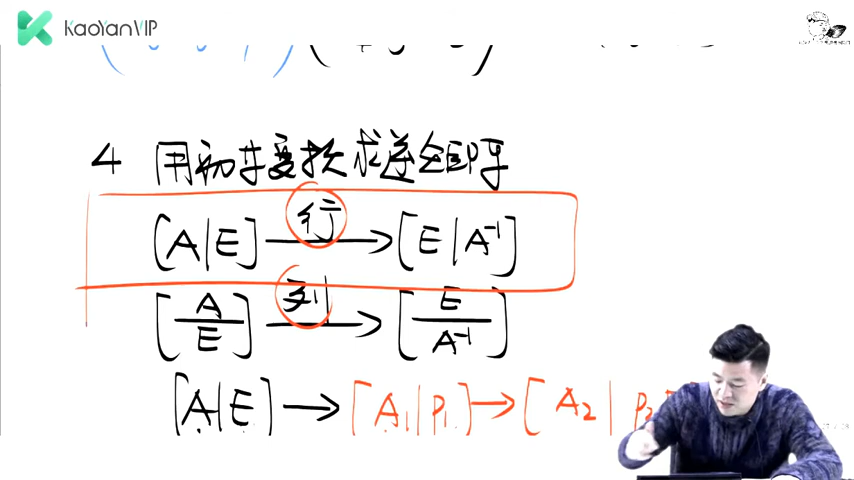 KaoYanVIP
4 用初等变换求逆矩阵
[A|E] 行→ [E|A⁻¹]
[A/E] 列→ [E/A⁻¹]
[A|E] → [A₁|P₁] → [A₂|P₂]